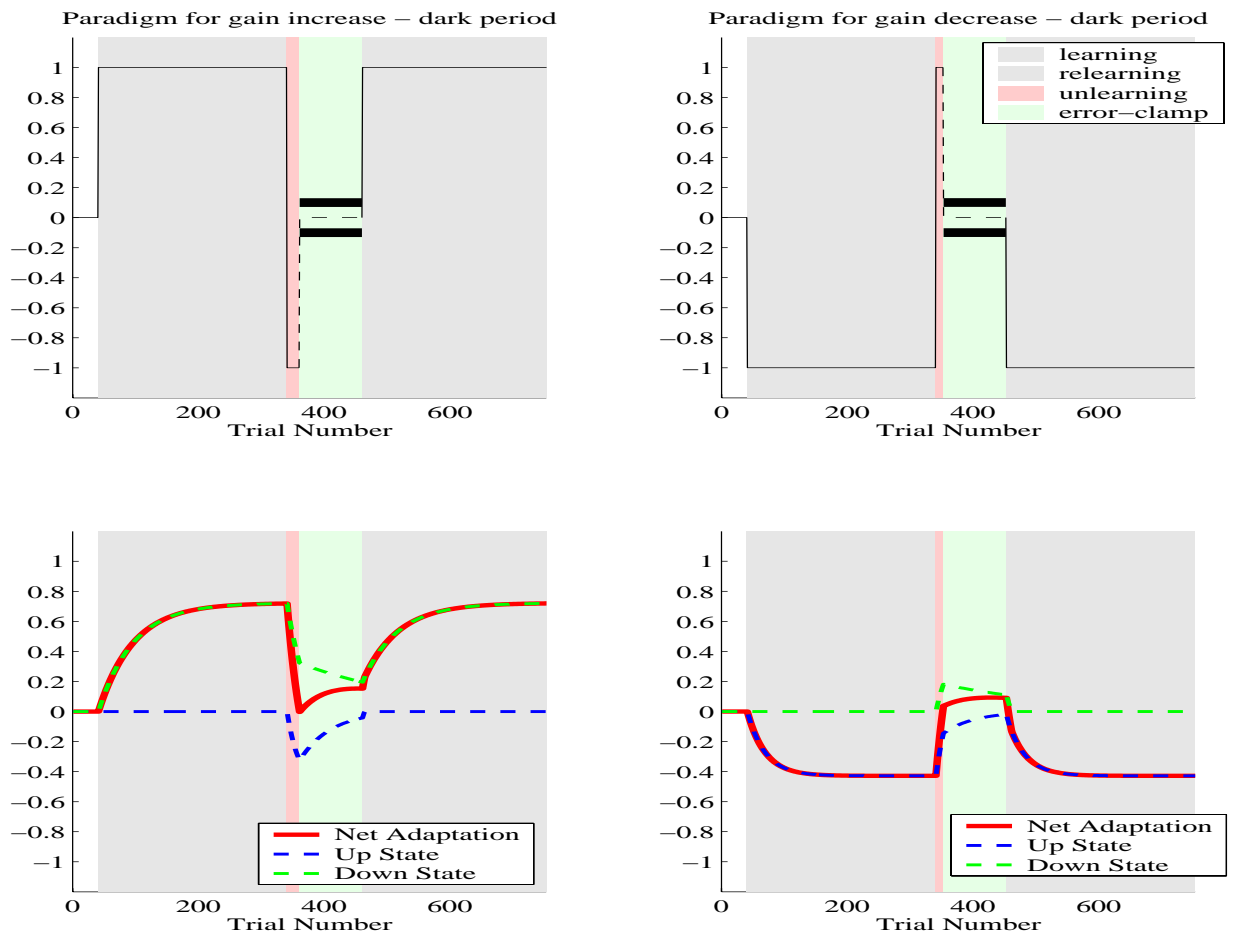 Paradigm for gain increase − dark period
1
0.8
0.6
0.4
0.2
0
−0.2
−0.4
−0.6
−0.8
−1
0 200 400 600
Trial Number
Paradigm for gain decrease − dark period
learning
relearning
unlearning
error−clamp
1
0.8
0.6
0.4
0.2
0
−0.2
−0.4
−0.6
−0.8
−1
0 200 400 600
Trial Number
1
0.8
0.6
0.4
0.2
0
−0.2
−0.4
−0.6
−0.8
−1
Net Adaptation
Up State
Down State
0 200 400 600
Trial Number
1
0.8
0.6
0.4
0.2
0
−0.2
−0.4
−0.6
−0.8
−1
Net Adaptation
Up State
Down State
0 200 400 600
Trial Number